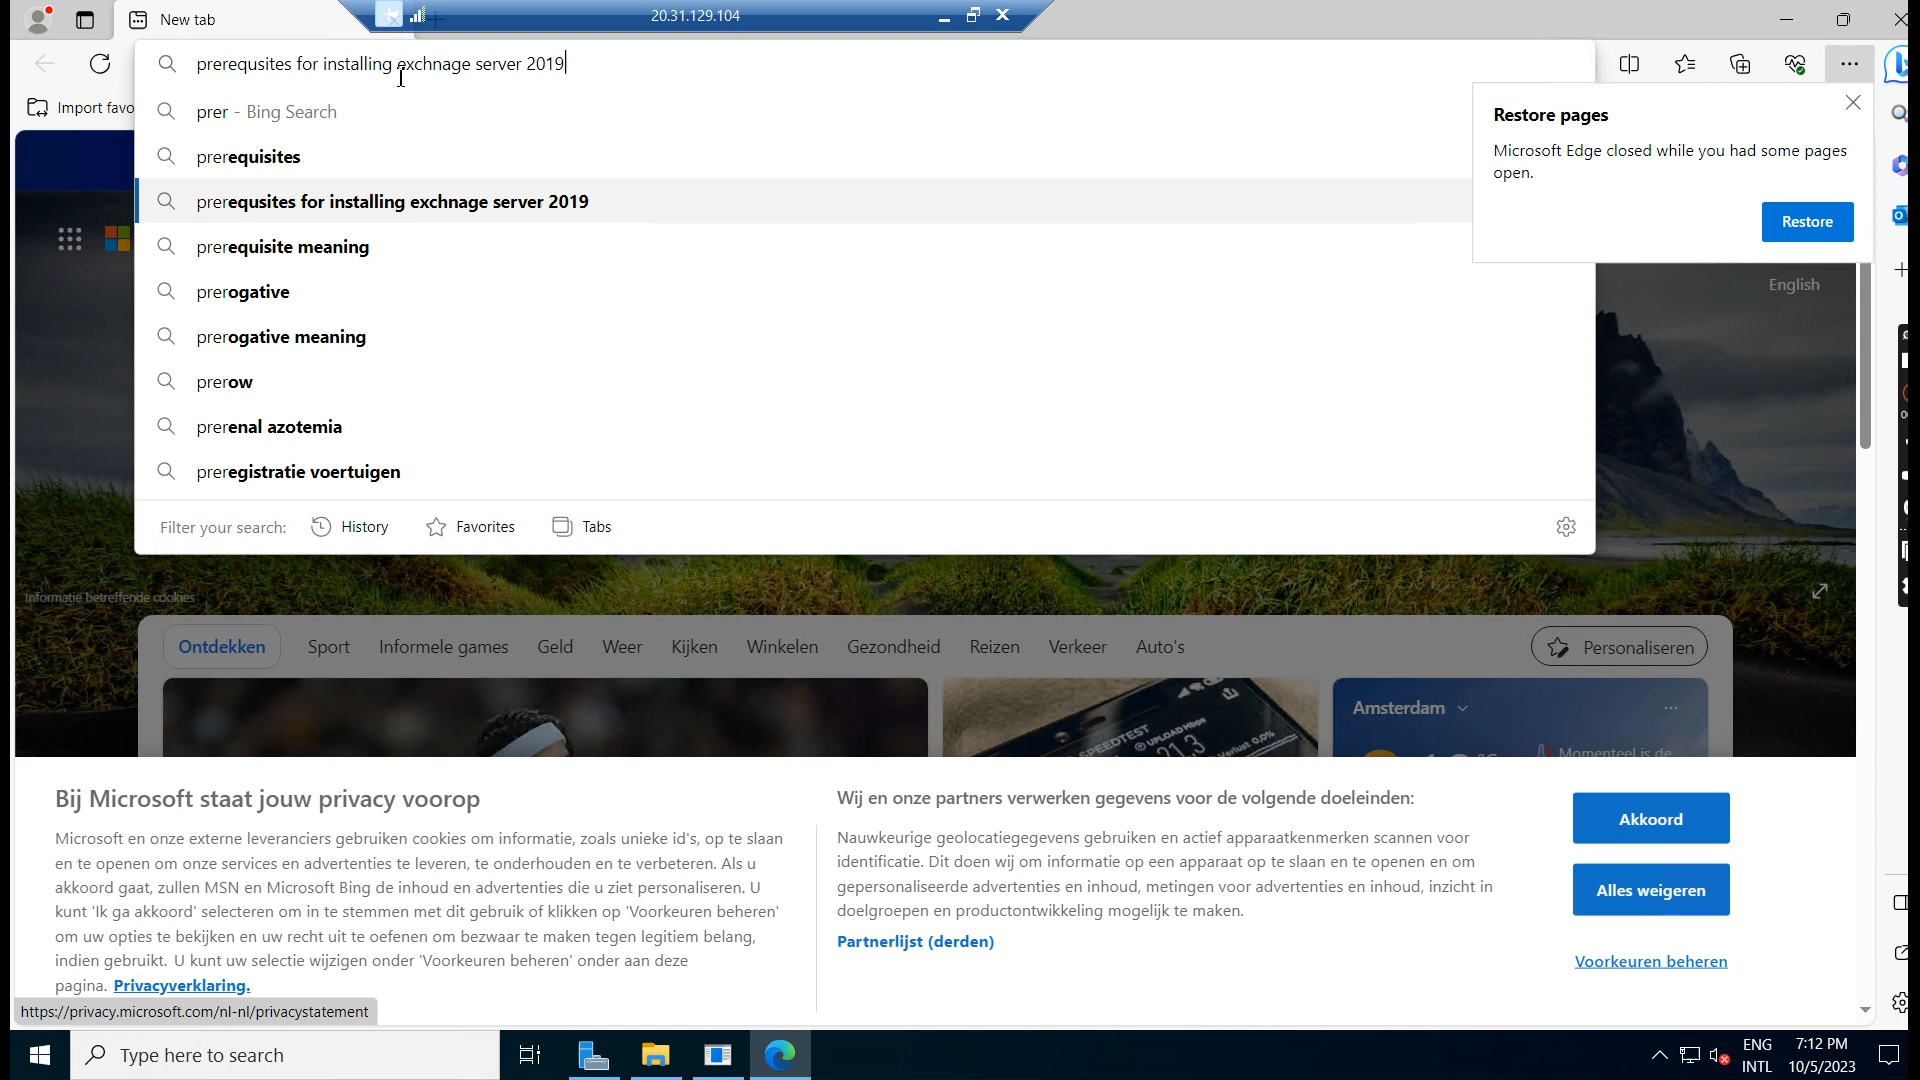 New tab
20.31.129.104
prerequsites for installing exchnage server 2019
Import favo
prer - Bing Search
prerequisites
prerequsites for installing exchnage server 2019
prerequisite meaning
prerogative
prerogative meaning
prerow
prerenal azotemia
preregistratie voertuigen
Filter your search: History Favorites Tabs
Restore pages
Microsoft Edge closed while you had some pages
open.
Restore
English
Informatie betreffende cookies
Ontdekken Sport Informele games Geld Weer Kijken Winkelen Gezondheid Reizen Verkeer Auto's Personaliseren
SPEEDTEST
UPLOAD Mbps
21,3
Verlust 0,0%
Amsterdam
Momenteel is de
Bij Microsoft staat jouw privacy voorop
Microsoft en onze externe leveranciers gebruiken cookies om informatie, zoals unieke id's, op te slaan
en te openen om onze services en advertenties te leveren, te onderhouden en te verbeteren. Als u
akkoord gaat, zullen MSN en Microsoft Bing de inhoud en advertenties die u ziet personaliseren. U
kunt 'Ik ga akkoord' selecteren om in te stemmen met dit gebruik of klikken op 'Voorkeuren beheren'
om uw opties te bekijken en uw recht uit te oefenen om bezwaar te maken tegen legitiem belang,
indien gebruikt. U kunt uw selectie wijzigen onder 'Voorkeuren beheren' onder aan deze
pagina. Privacyverklaring.
Wij en onze partners verwerken gegevens voor de volgende doeleinden:
Nauwkeurige geolocatiegegevens gebruiken en actief apparaatkenmerken scannen voor
identificatie. Dit doen wij om informatie op een apparaat op te slaan en te openen en om
gepersonaliseerde advertenties en inhoud, metingen voor advertenties en inhoud, inzicht in
doelgroepen en productontwikkeling mogelijk te maken.
Partnerlijst (derden)
Akkoord
Alles weigeren
Voorkeuren beheren
https://privacy.microsoft.com/nl-nl/privacystatement
Type here to search
ENG
INTL
7:12 PM
10/5/2023